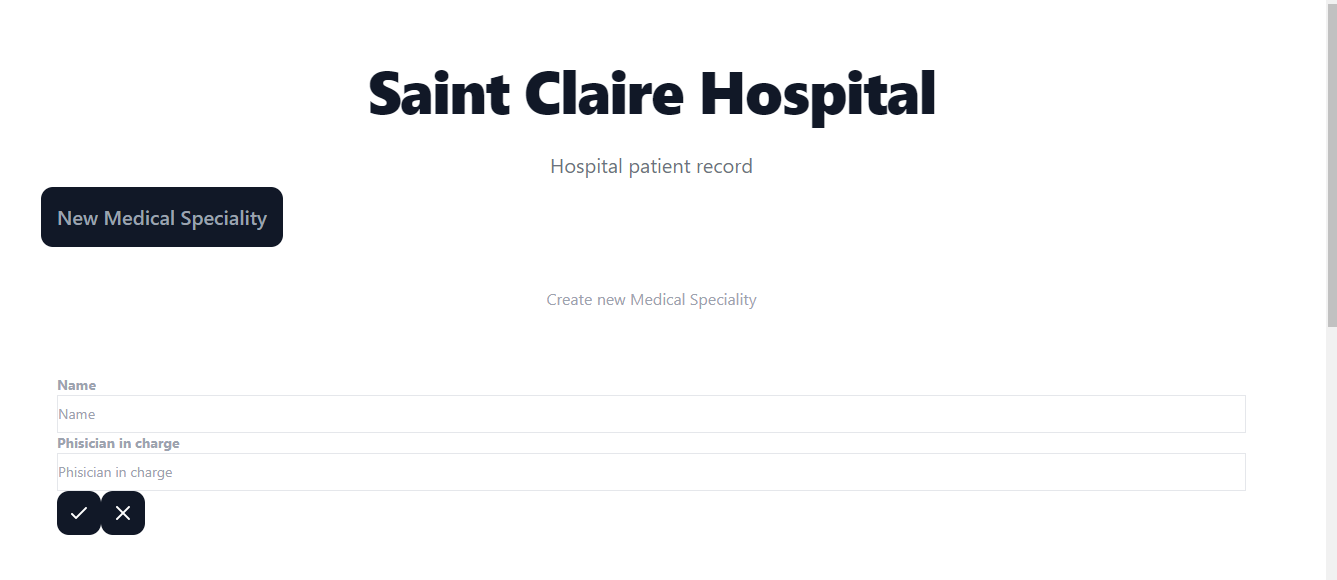 Saint Claire Hospital
Hospital patient record
New Medical Speciality
Create new Medical Speciality
Name
Name
Phisician in charge
Phisician in charge